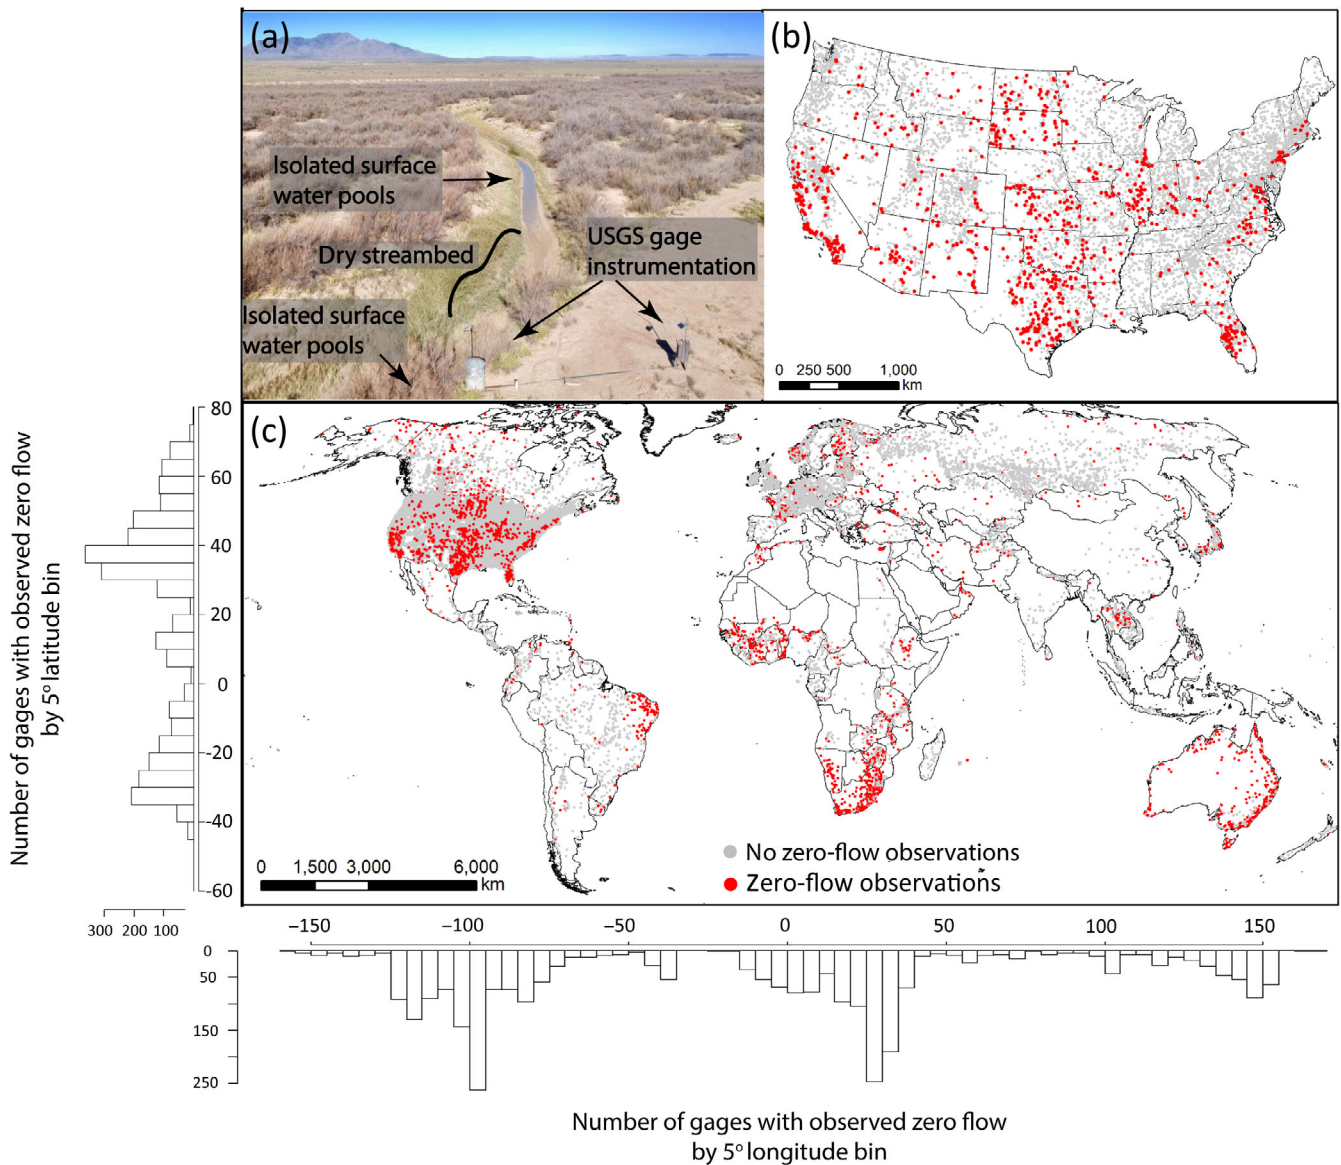 (a)
Isolated surface
water pools
Dry streambed
USGS gage
instrumentation
Isolated surface
water pools
(b)
0 250 500 1,000
km
(c)
80
60
40
20
0
-20
-40
-60
Number of gages with observed zero flow
by 5° latitude bin
300 200 100
0 1,500 3,000 6,000
km
No zero-flow observations
Zero-flow observations
−150 −100 −50 0 50 100 150
0
50
150
250
Number of gages with observed zero flow
by 5° longitude bin